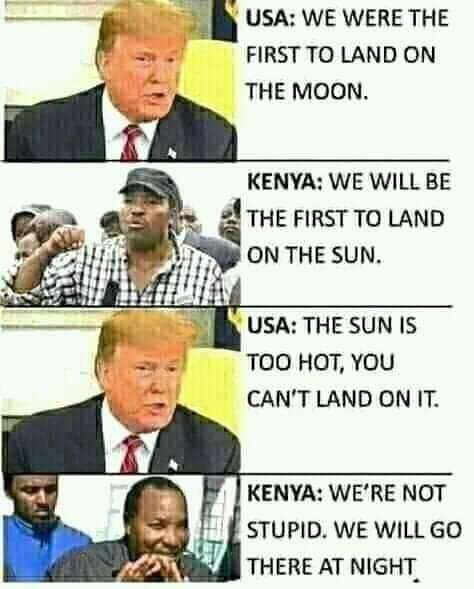 USA: WE WERE THE
FIRST TO LAND ON
THE MOON.
KENYA: WE WILL BE
THE FIRST TO LAND
ON THE SUN.
USA: THE SUN IS
TOO HOT, YOU
CAN'T LAND ON IT.
KENYA: WE'RE NOT
STUPID. WE WILL GO
THERE AT NIGHT.